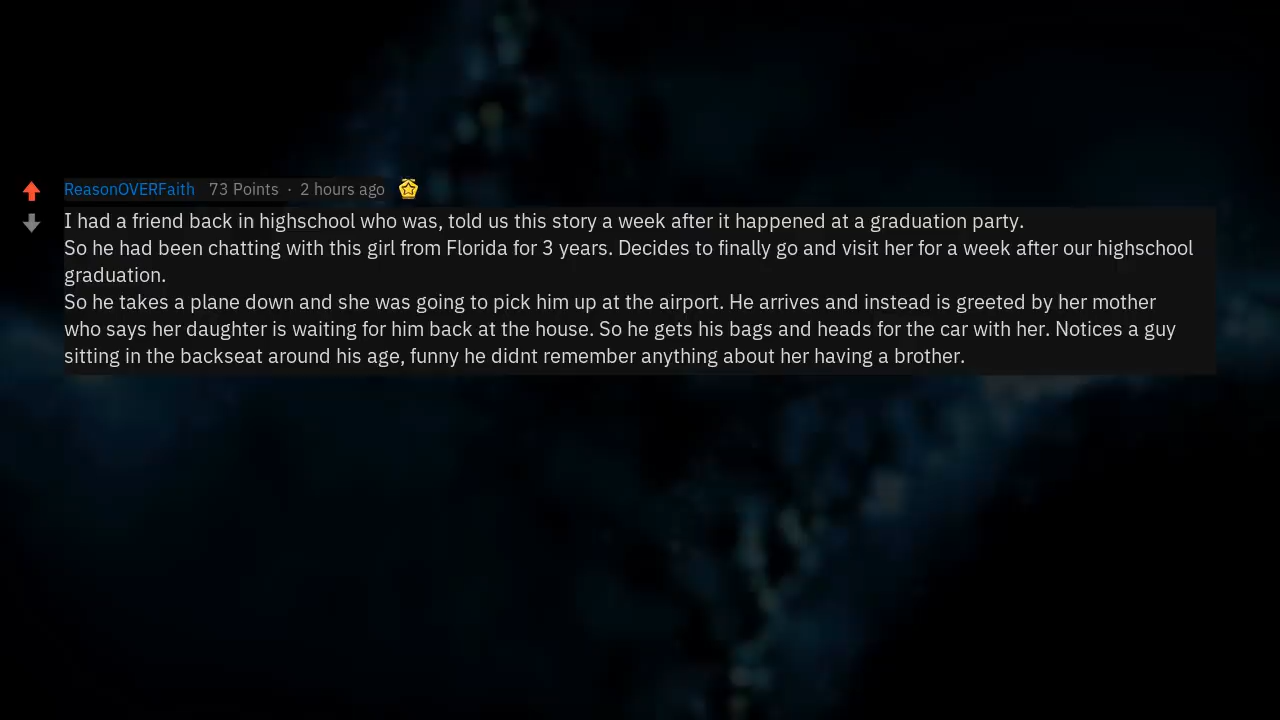 ReasonOVERFaith 73 Points · 2 hours ago
I had a friend back in highschool who was, told us this story a week after it happened at a graduation party.
So he had been chatting with this girl from Florida for 3 years. Decides to finally go and visit her for a week after our highschool
graduation.
So he takes a plane down and she was going to pick him up at the airport. He arrives and instead is greeted by her mother
who says her daughter is waiting for him back at the house. So he gets his bags and heads for the car with her. Notices a guy
sitting in the backseat around his age, funny he didnt remember anything about her having a brother.